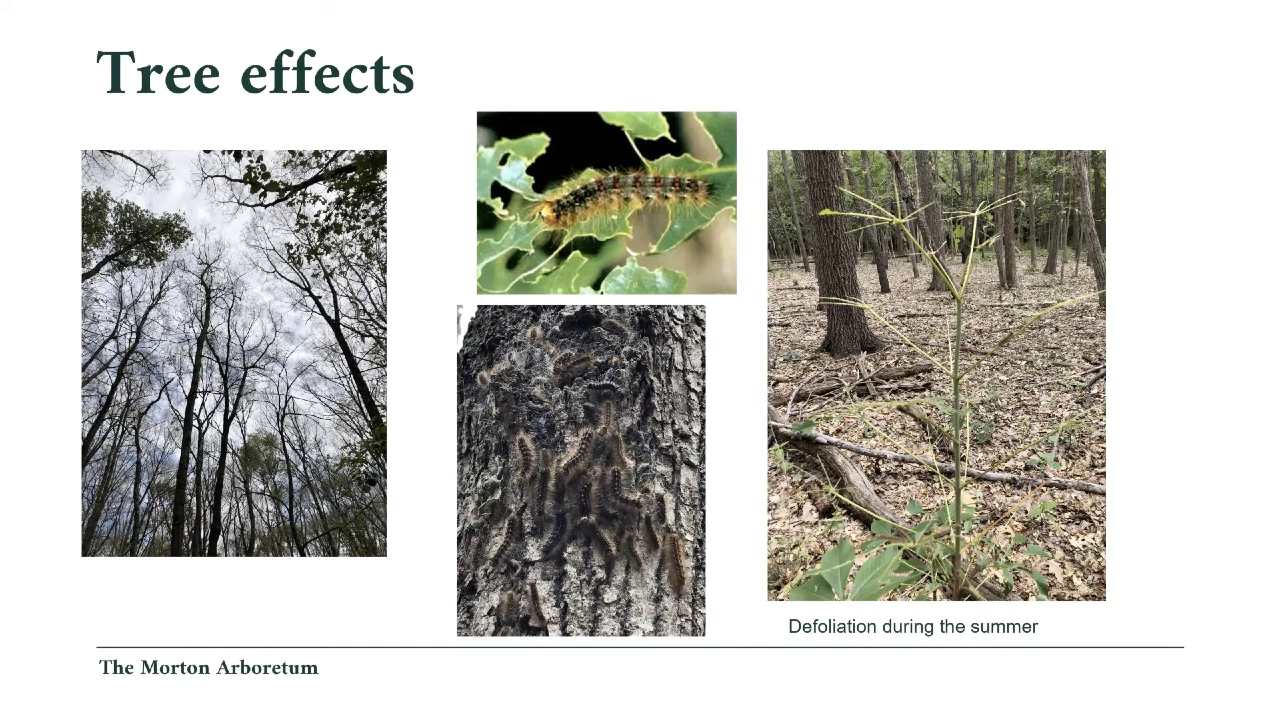 Tree effects
Defoliation during the summer
The Morton Arboretum